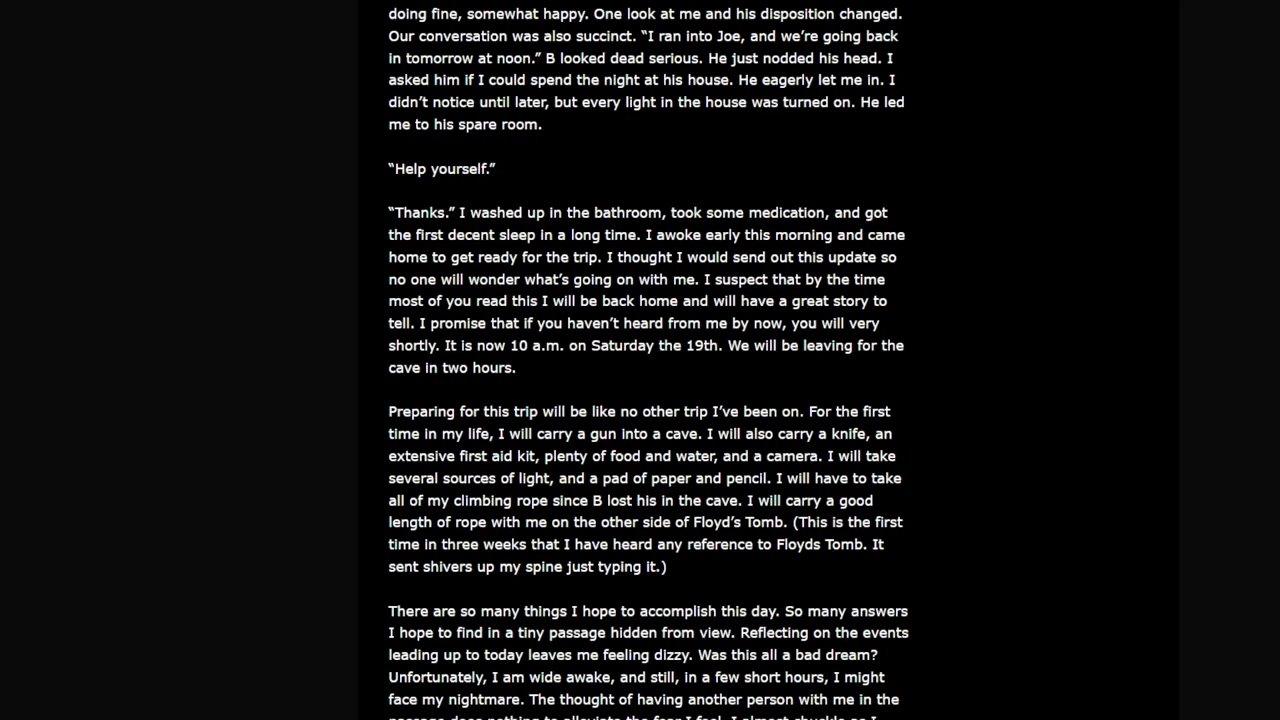 doing fine, somewhat happy. One look at me and his disposition changed.
Our conversation was also succinct. “I ran into Joe, and we’re going back
in tomorrow at noon.” B looked dead serious. He just nodded his head. I
asked him if I could spend the night at his house. He eagerly let me in. I
didn’t notice until later, but every light in the house was turned on. He led
me to his spare room.
“Help yourself.”
“Thanks.” I washed up in the bathroom, took some medication, and got
the first decent sleep in a long time. I awoke early this morning and came
home to get ready for the trip. I thought I would send out this update so
no one will wonder what’s going on with me. I suspect that by the time
most of you read this I will be back home and will have a great story to
tell. I promise that if you haven’t heard from me by now, you will very
shortly. It is now 10 a.m. on Saturday the 19th. We will be leaving for the
cave in two hours.
Preparing for this trip will be like no other trip I’ve been on. For the first
time in my life, I will carry a gun into a cave. I will also carry a knife, an
extensive first aid kit, plenty of food and water, and a camera. I will take
several sources of light, and a pad of paper and pencil. I will have to take
all of my climbing rope since B lost his in the cave. I will carry a good
length of rope with me on the other side of Floyd’s Tomb. (This is the first
time in three weeks that I have heard any reference to Floyds Tomb. It
sent shivers up my spine just typing it.)
There are so many things I hope to accomplish this day. So many answers
I hope to find in a tiny passage hidden from view. Reflecting on the events
leading up to today leaves me feeling dizzy. Was this all a bad dream?
Unfortunately, I am wide awake, and still, in a few short hours, I might
face my nightmare. The thought of having another person with me in the
passage does nothing to alleviate the fear I feel. I almost chuckle as I